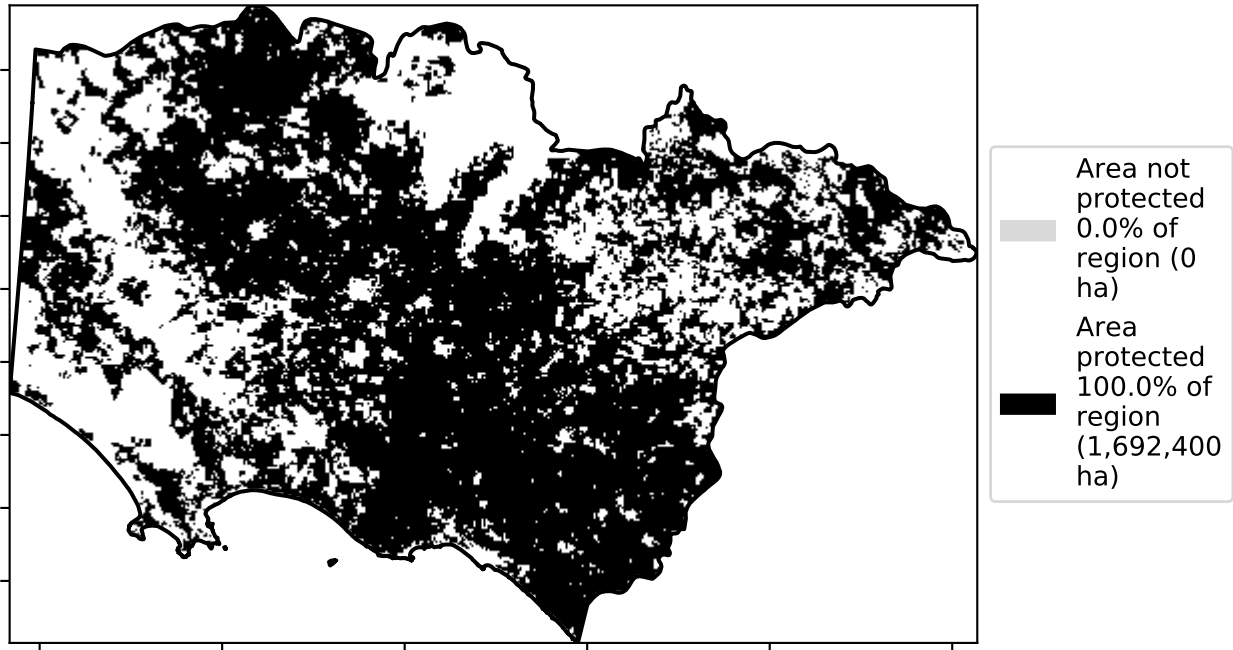 Area not
protected
0.0% of
region (0
ha)
Area
protected
100.0% of
region
(1,692,400
ha)